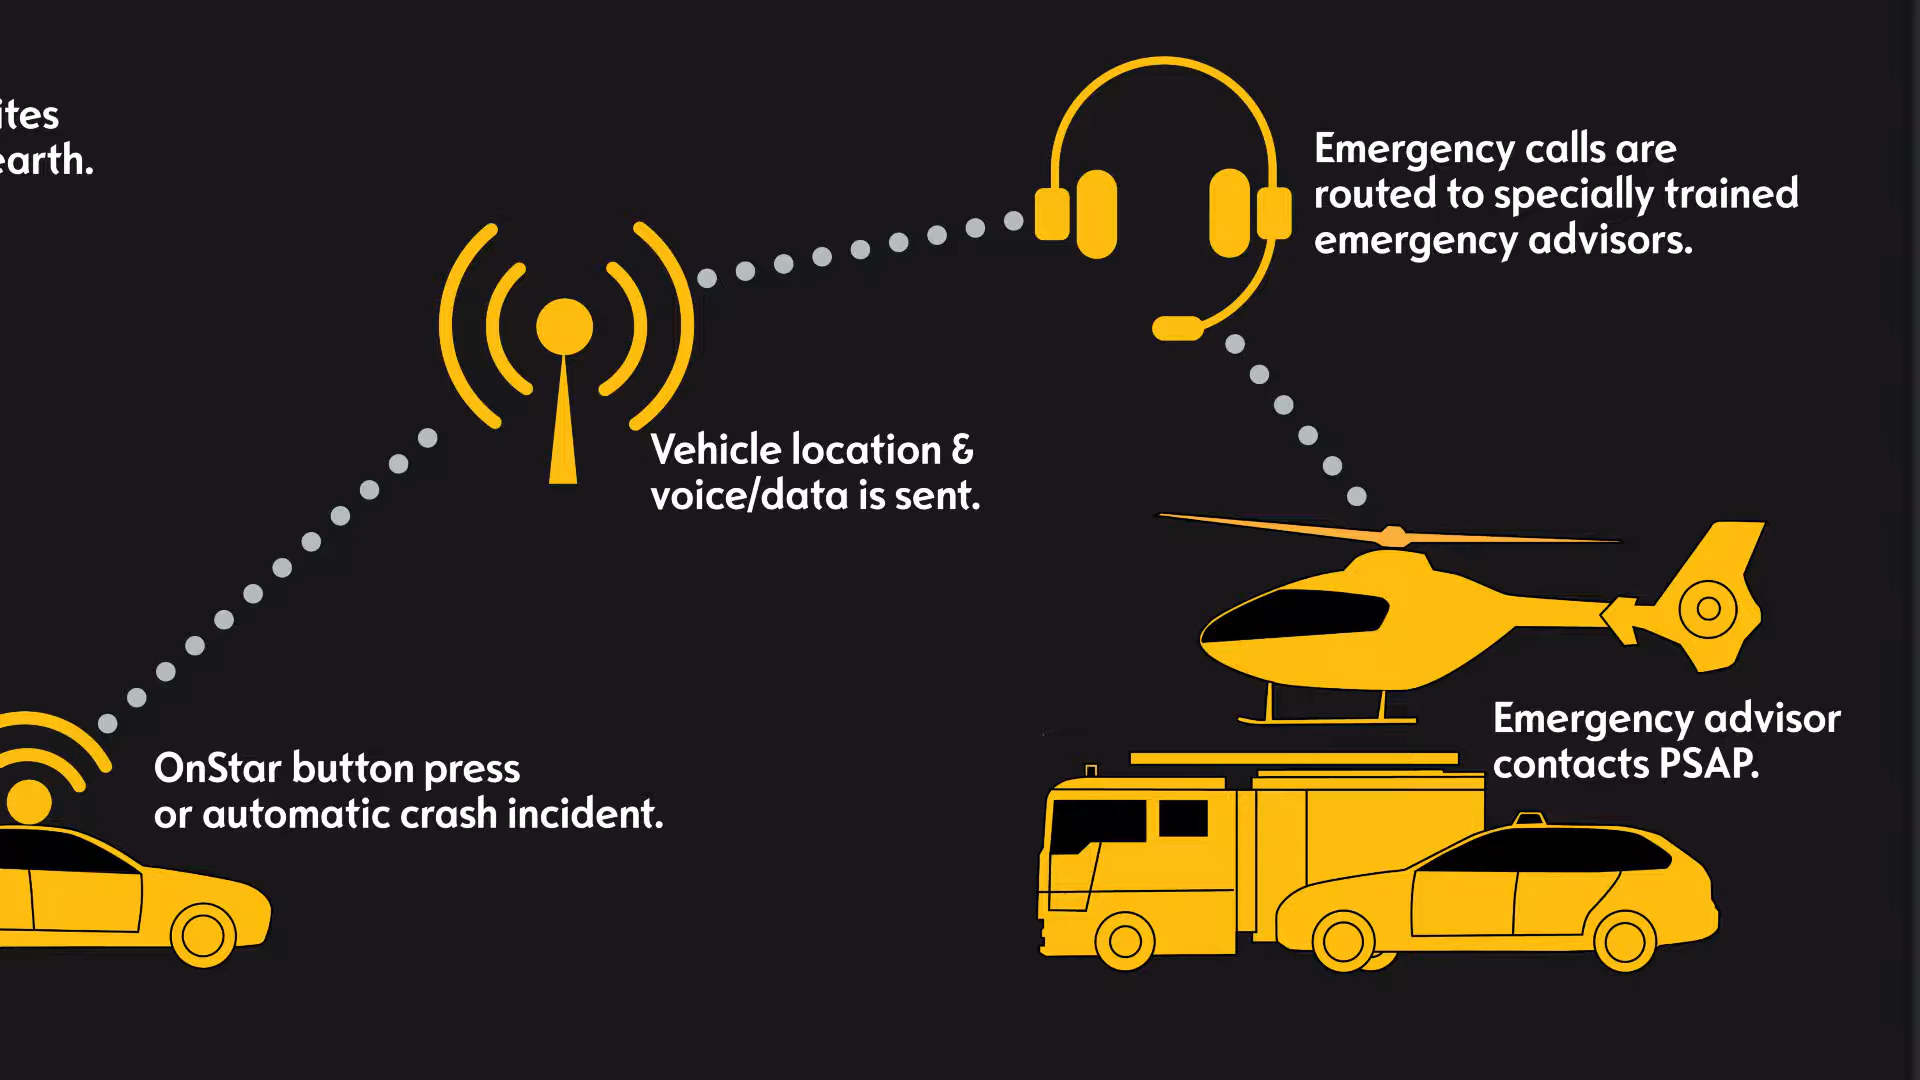 earth.
Emergency calls are
routed to specially trained
emergency advisors.
Vehicle location &
voice/data is sent.
Emergency advisor
contacts PSAP.
OnStar button press
or automatic crash incident.